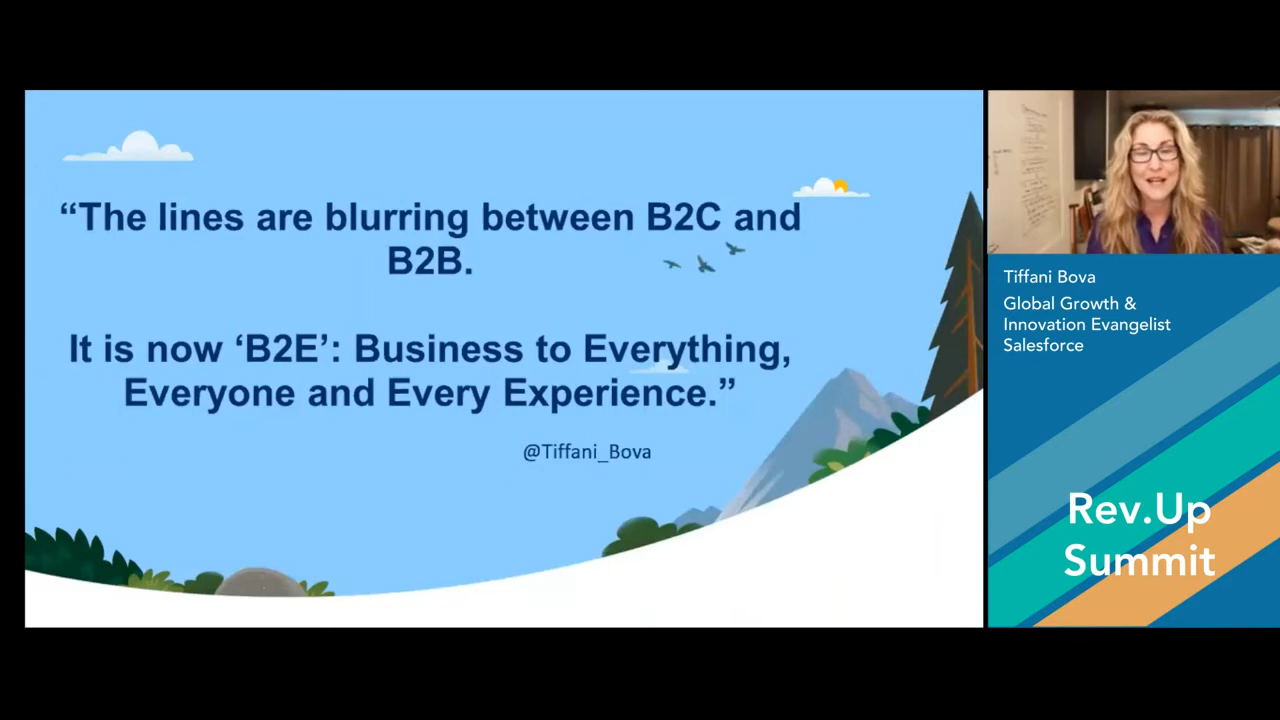 “The lines are blurring between B2C and
B2B.
It is now ‘B2E’: Business to Everything,
Everyone and Every Experience.”
@Tiffani_Bova
Tiffani Bova
Global Growth &
Innovation Evangelist
Salesforce
Rev.Up
Summit